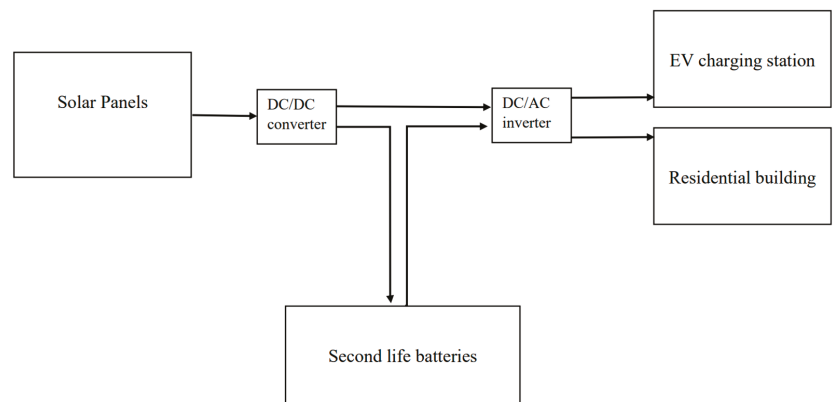 Solar Panels
DC/DC
converter
DC/AC
inverter
EV charging station
Residential building
Second life batteries